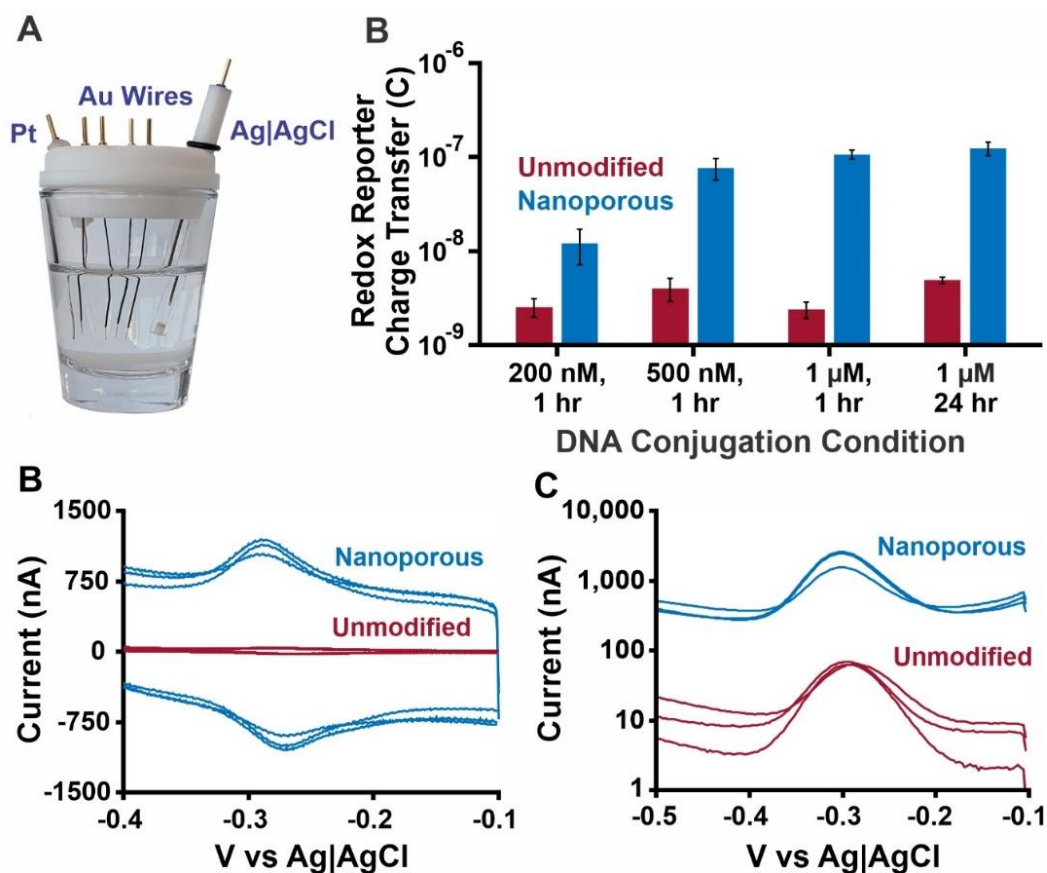 A
Au Wires
Pt
Ag|AgCl
B
Redox Reporter
Charge Transfer (C)
10-6
10-7
10-8
10-9
Unmodified
Nanoporous
200 nM,
1 hr
500 nM,
1 hr
1 µM,
1 hr
1 µM
24 hr
DNA Conjugation Condition
B
Current (nA)
1500
750
0
-750
-1500
Nanoporous
Unmodified
-0.4
-0.3
-0.2
-0.1
V vs Ag|AgCl
C
Current (nA)
10,000
1,000
100
10
1
Nanoporous
Unmodified
-0.5
-0.4
-0.3
-0.2
-0.1
V vs Ag|AgCl